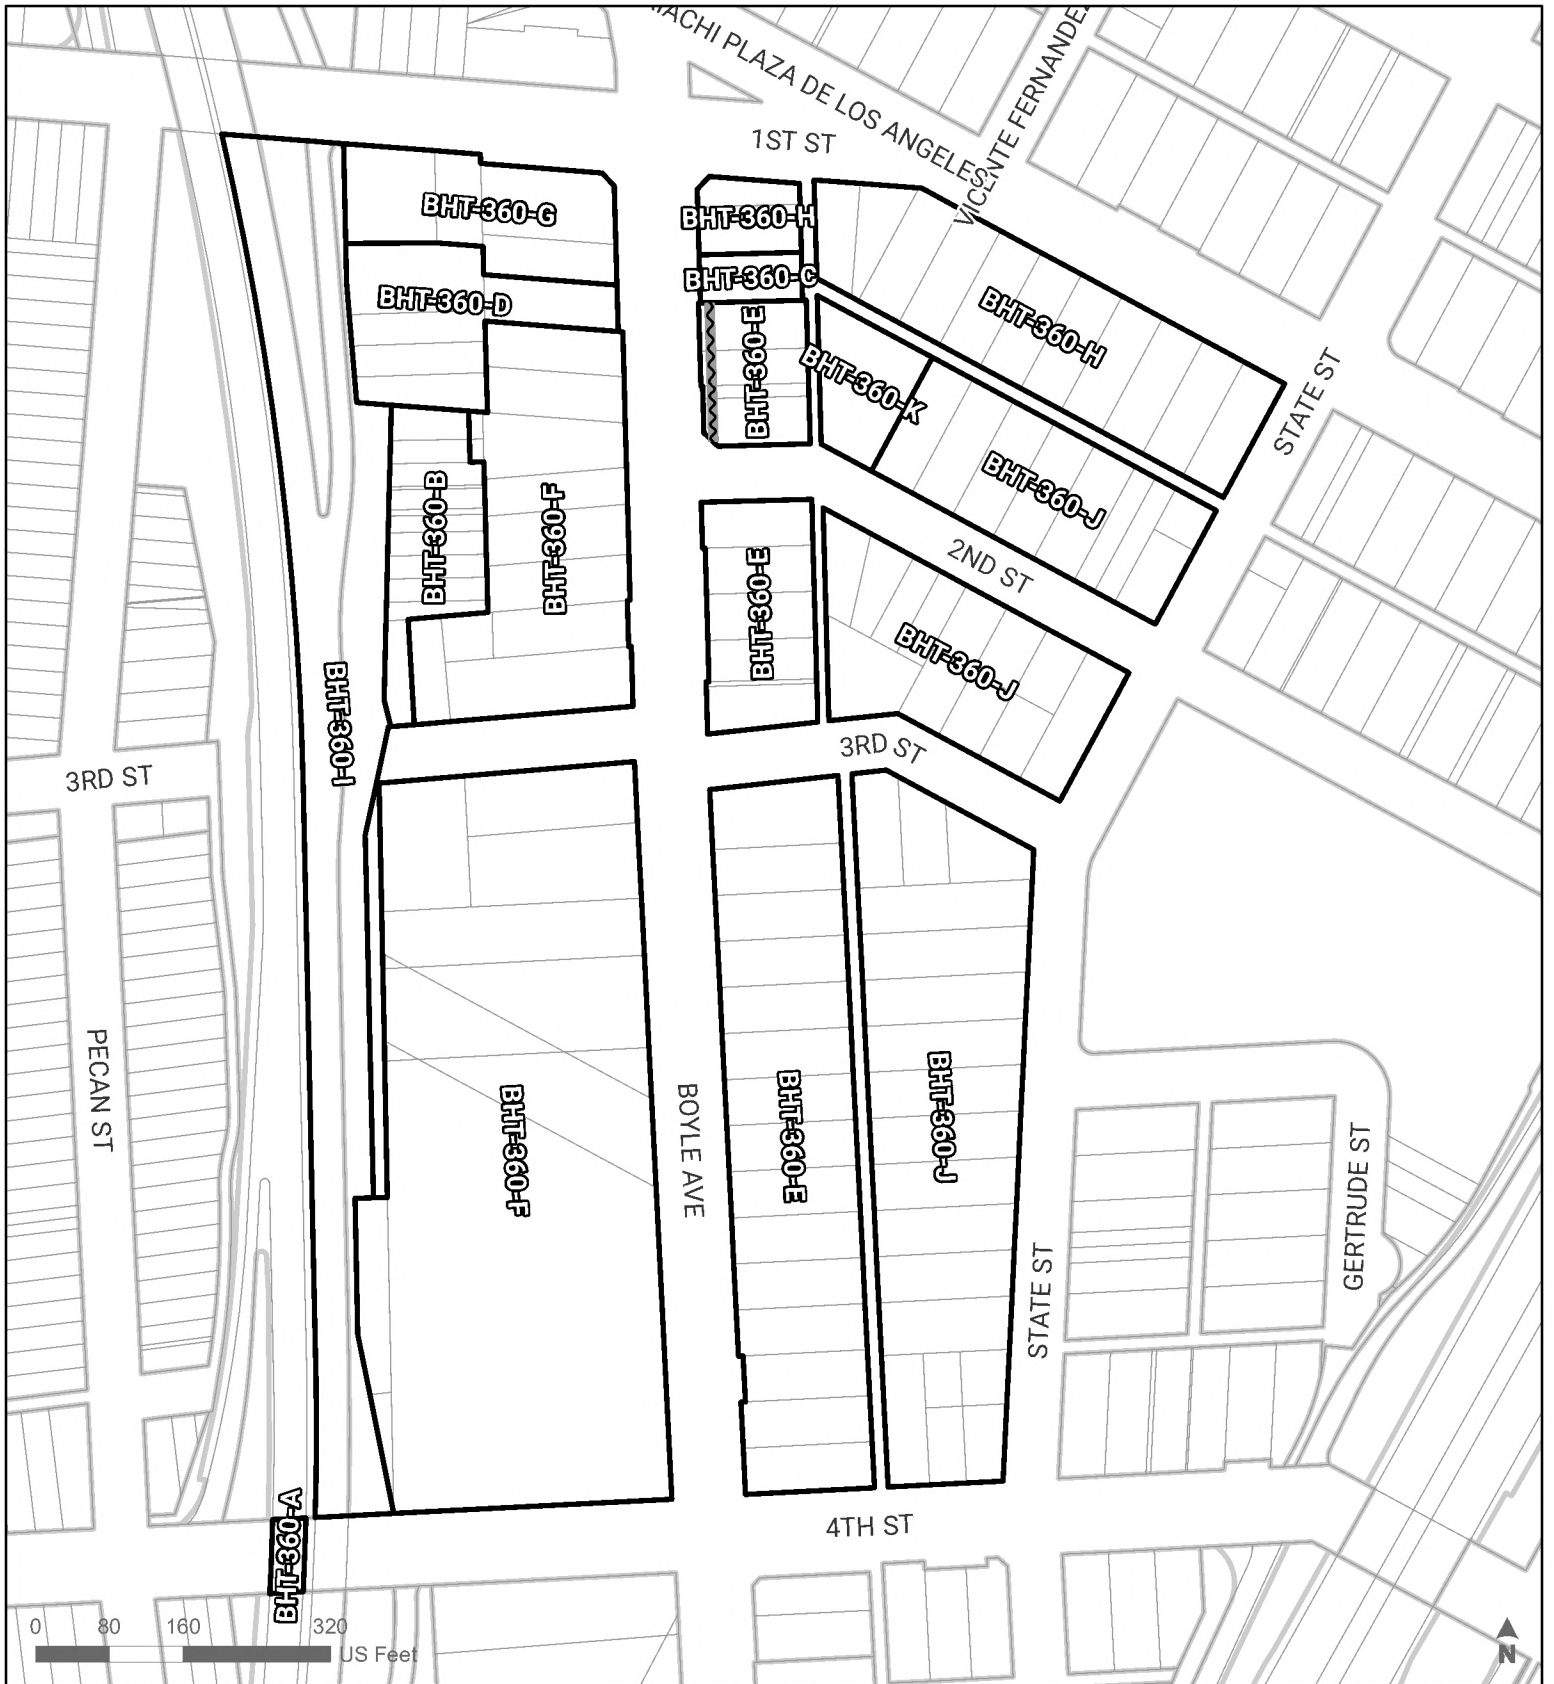 PLAZA DE LOS ANGELES
VICENTE FERNANDEZ
1ST ST
BHT-360-G
BHT-360-H
BHT-360-C
BHT-360-D
BHT-360-E
BHT-360-H
BHT-360-K
STATE ST
BHT-360-J
BHT-360-B
BHT-360-F
2ND ST
BHT-360-E
BHT-360-J
BHT-360-I
3RD ST
3RD ST
PECAN ST
BHT-360-F
BOYLE AVE
BHT-360-E
BHT-360-J
GERTRUDE ST
STATE ST
4TH ST
BHT-360-A
0 80 160 320
US Feet
N